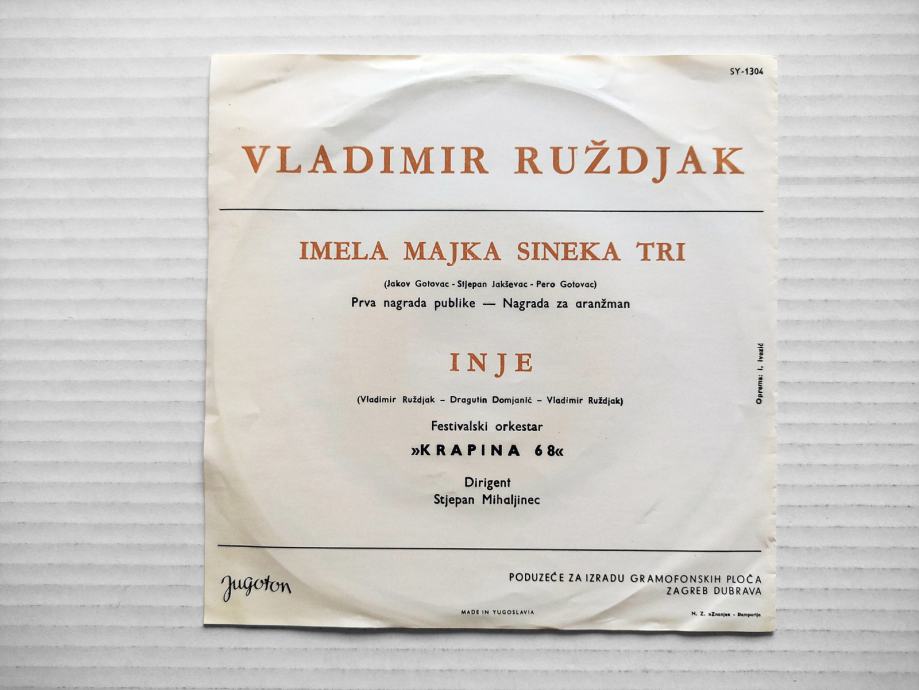 SY-1304
VLADIMIR RUŽDJAK
IMELA MAJKA SINEKA TRI
(Jakov Gotovac - Stjepan Jakševac - Pero Gotovac)
Prva nagrada publike — Nagrada za aranžman
INJE
(Vladimir Ruždjak – Dragutin Domjanić – Vladimir Ruždjak)
Festivalski orkestar
»KRAPINA 68«
Dirigent
Stjepan Mihaljinec
Oprema: I. Ivezić
Jugoton
PODUZEĆE ZA IZRADU GRAMOFONSKIH PLOČA
ZAGREB DUBRAVA
MADE IN YUGOSLAVIA
N. Z. »Znanje« -